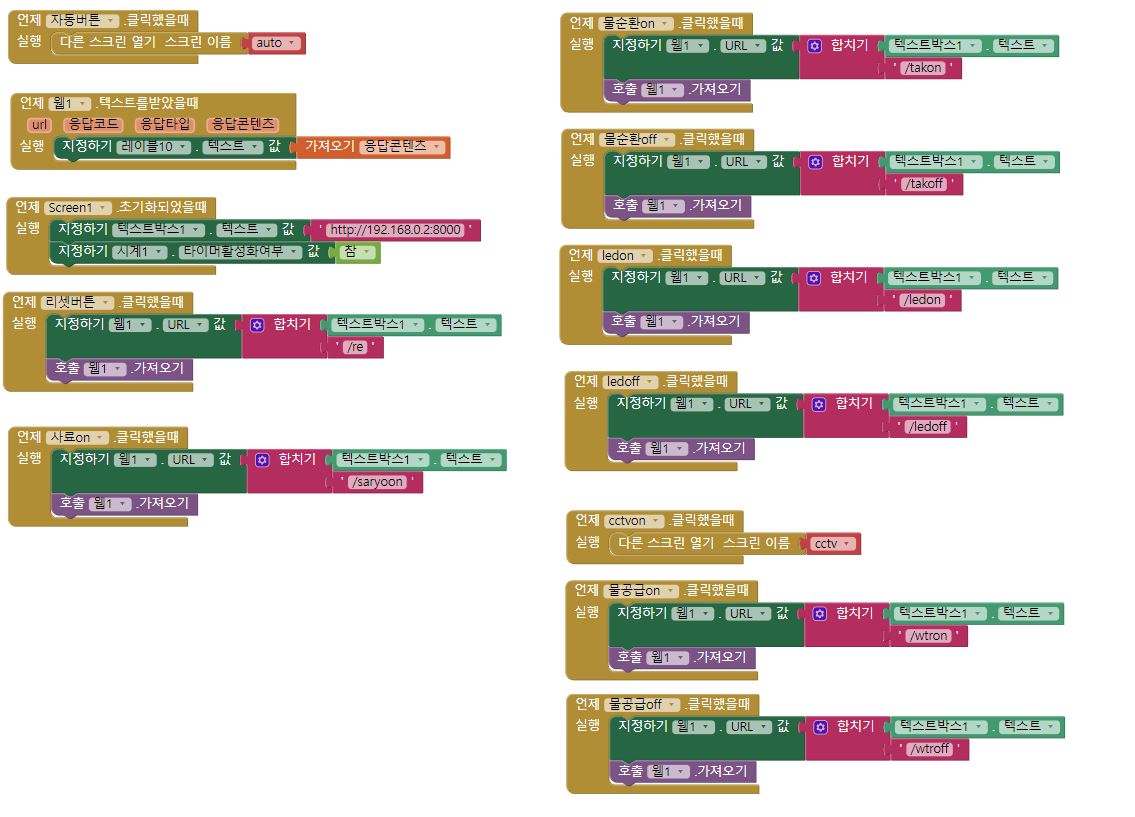 언제 자동버튼 .클릭했을때
실행 다른 스크린 열기 스크린 이름 auto
언제 웹1 .텍스트를받았을때
url 응답코드 응답타입 응답콘텐츠
실행 지정하기 레이블10 . 텍스트 값 가져오기 응답콘텐츠
언제 Screen1 .초기화되었을때
실행 지정하기 텍스트박스1 . 텍스트 값 ' http://192.168.0.2:8000 '
지정하기 시계1 . 타이머활성화여부 값 참
언제 리셋버튼 .클릭했을때
실행 지정하기 웹1 . URL 값 합치기 텍스트박스1 . 텍스트
' /re '
호출 웹1 .가져오기
언제 사료on .클릭했을때
실행 지정하기 웹1 . URL 값 합치기 텍스트박스1 . 텍스트
' /saryoon '
호출 웹1 .가져오기
언제 물순환on .클릭했을때
실행 지정하기 웹1 . URL 값 합치기 텍스트박스1 . 텍스트
' /takon '
호출 웹1 .가져오기
언제 물순환off .클릭했을때
실행 지정하기 웹1 . URL 값 합치기 텍스트박스1 . 텍스트
' /takoff '
호출 웹1 .가져오기
언제 ledon .클릭했을때
실행 지정하기 웹1 . URL 값 합치기 텍스트박스1 . 텍스트
' /ledon '
호출 웹1 .가져오기
언제 ledoff .클릭했을때
실행 지정하기 웹1 . URL 값 합치기 텍스트박스1 . 텍스트
' /ledoff '
호출 웹1 .가져오기
언제 cctvon .클릭했을때
실행 다른 스크린 열기 스크린 이름 cctv
언제 물공급on .클릭했을때
실행 지정하기 웹1 . URL 값 합치기 텍스트박스1 . 텍스트
' /wtron '
호출 웹1 .가져오기
언제 물공급off .클릭했을때
실행 지정하기 웹1 . URL 값 합치기 텍스트박스1 . 텍스트
' /wtroff '
호출 웹1 .가져오기